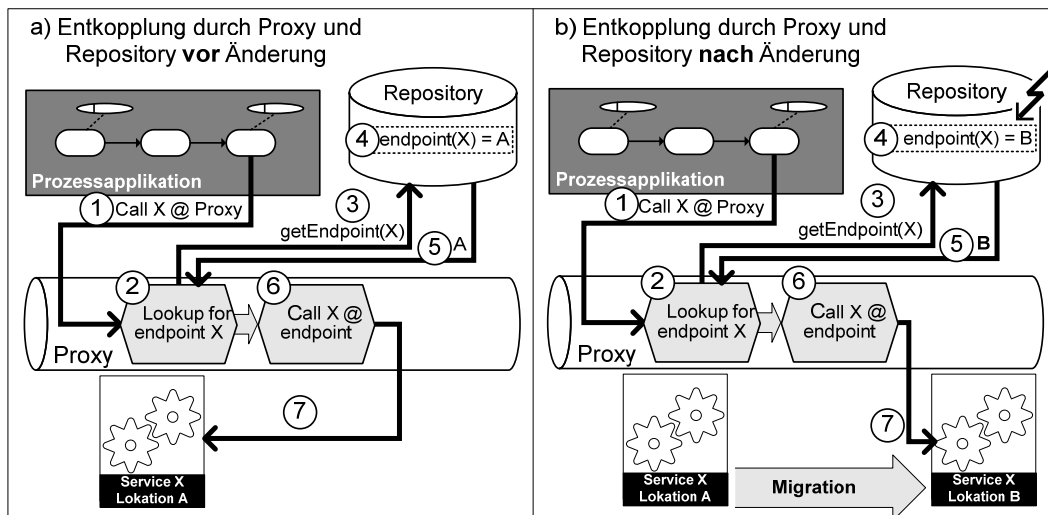 a) Entkopplung durch Proxy und
Repository vor Änderung
Repository
4 endpoint(X) = A
Prozessapplikation
1 Call X @ Proxy
3
getEndpoint(X)
5 A
2
Lookup for
endpoint X
6
Call X @
endpoint
Proxy
7
Service X
Lokation A
b) Entkopplung durch Proxy und
Repository nach Änderung
Repository
4 endpoint(X) = B
Prozessapplikation
1 Call X @ Proxy
3
getEndpoint(X)
5 B
2
Lookup for
endpoint X
6
Call X @
endpoint
Proxy
7
Service X
Lokation A
Migration
Service X
Lokation B